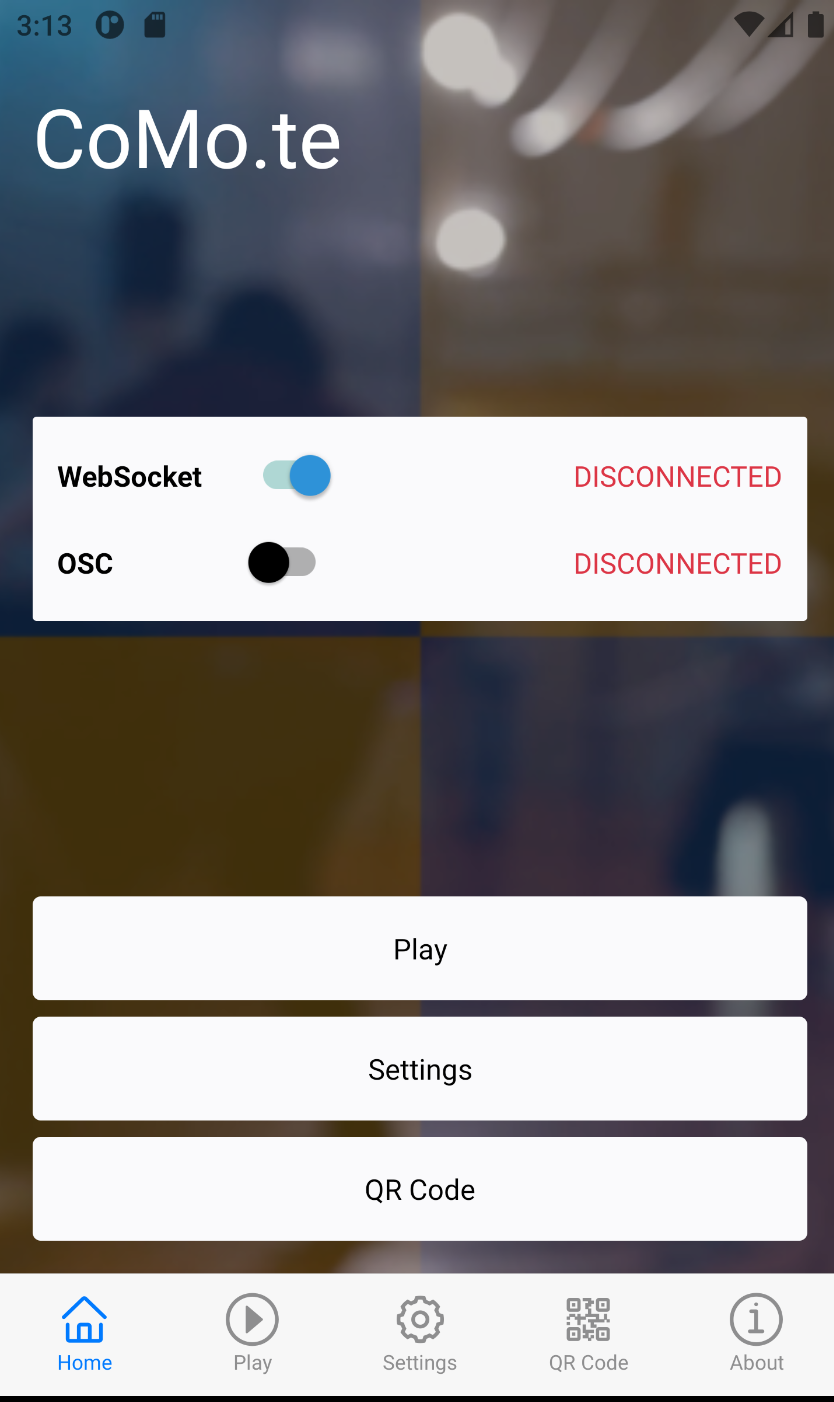 3:13
CoMo.te
WebSocket DISCONNECTED
OSC DISCONNECTED
Play
Settings
QR Code
Home Play Settings QR Code About